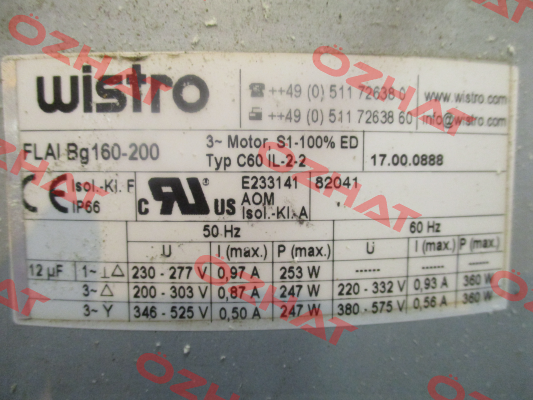 wistro
☎ ++49 (0) 511 72638 0
++49 (0) 511 72638 60
www.wistro.com
info@wistro.com
FLAI Bg160-200
3~ Motor S1-100% ED
Typ C60 IL-2-2
17.00.0888
CE Isol.-Kl. F
IP66
c RU us
E233141
AOM
Isol.-Kl. A
82041
50 Hz 60 Hz
U I (max.) P (max.) U I (max.) P (max.)
12 µF 1~ ⊥ △ 230 - 277 V 0,97 A 253 W ----- ----- -----
3~ △ 200 - 303 V 0,87 A 247 W 220 - 332 V 0,93 A 360 W
3~ Y 346 - 525 V 0,50 A 247 W 380 - 575 V 0,56 A 360 W
OZHAT
OZHAT
OZHAT
OZHAT
OZHAT